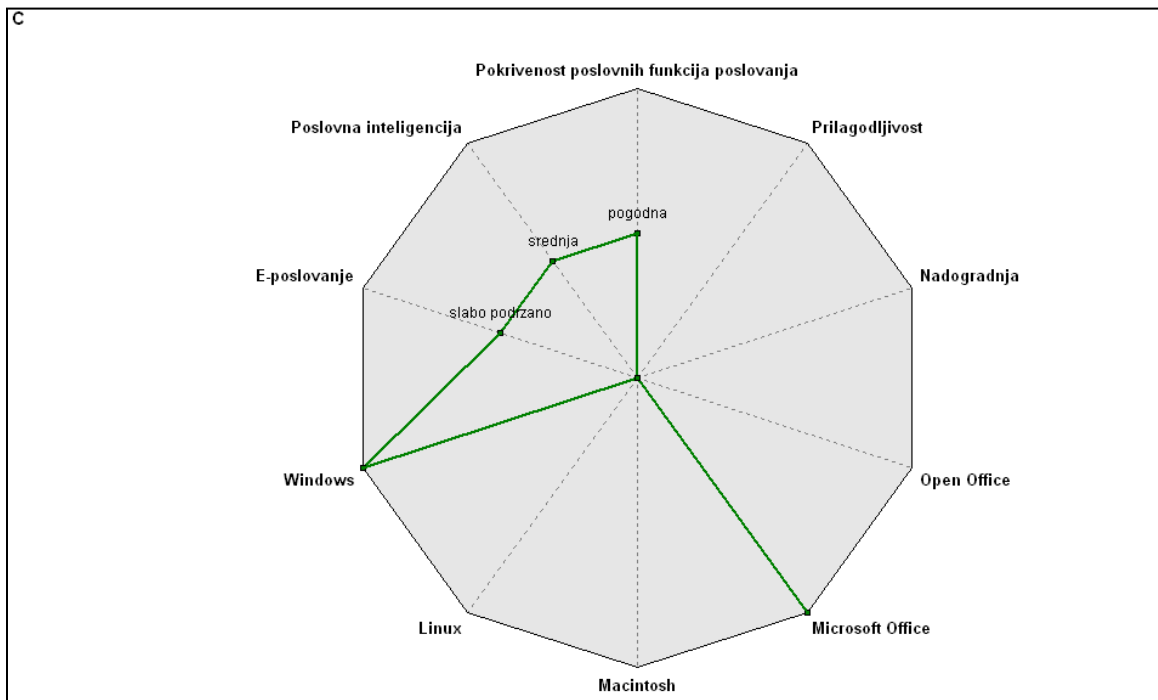 C
Pokrivenost poslovnih funkcija poslovanja
Poslovna inteligencija
Prilagodljivost
pogodna
srednja
E-poslovanje
Nadogradnja
slabo podrzano
Windows
Open Office
Linux
Microsoft Office
Macintosh